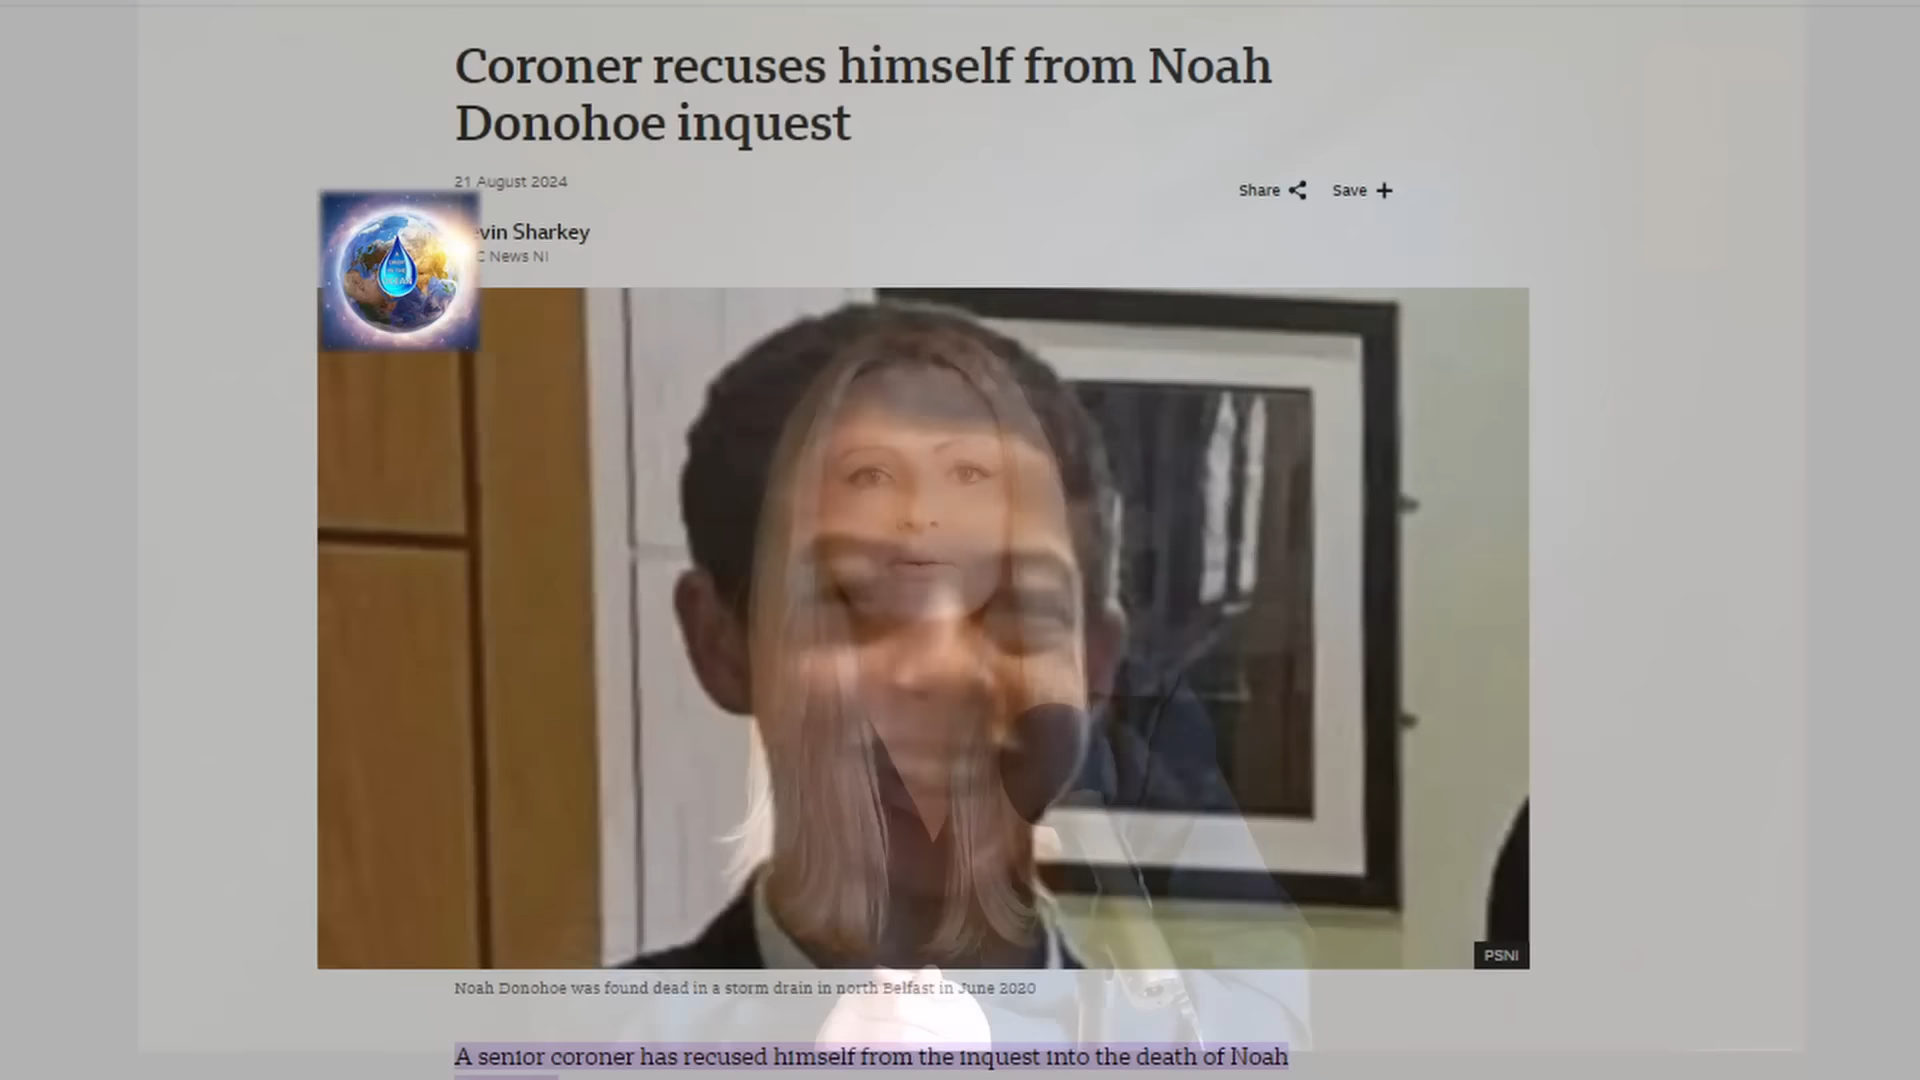 Coroner recuses himself from Noah
Donohoe inquest
21 August 2024
Share
Save
evin Sharkey
C News NI
PSNI
Noah Donohoe was found dead in a storm drain in north Belfast in June 2020
A senior coroner has recused himself from the inquest into the death of Noah